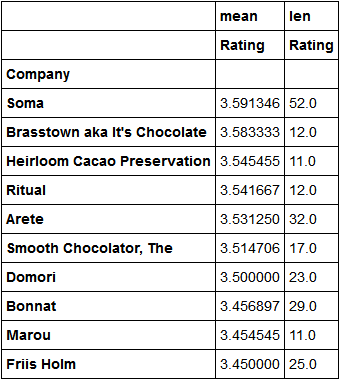 mean len
Rating Rating
Company
Soma 3.591346 52.0
Brasstown aka It's Chocolate 3.583333 12.0
Heirloom Cacao Preservation 3.545455 11.0
Ritual 3.541667 12.0
Arete 3.531250 32.0
Smooth Chocolator, The 3.514706 17.0
Domori 3.500000 23.0
Bonnat 3.456897 29.0
Marou 3.454545 11.0
Friis Holm 3.450000 25.0